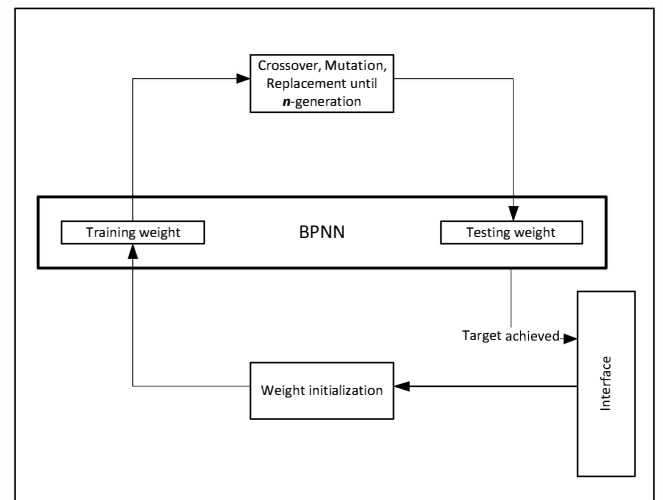 Crossover, Mutation,
Replacement until
n-generation
Training weight
BPNN
Testing weight
Target achieved
Weight initialization
Interface